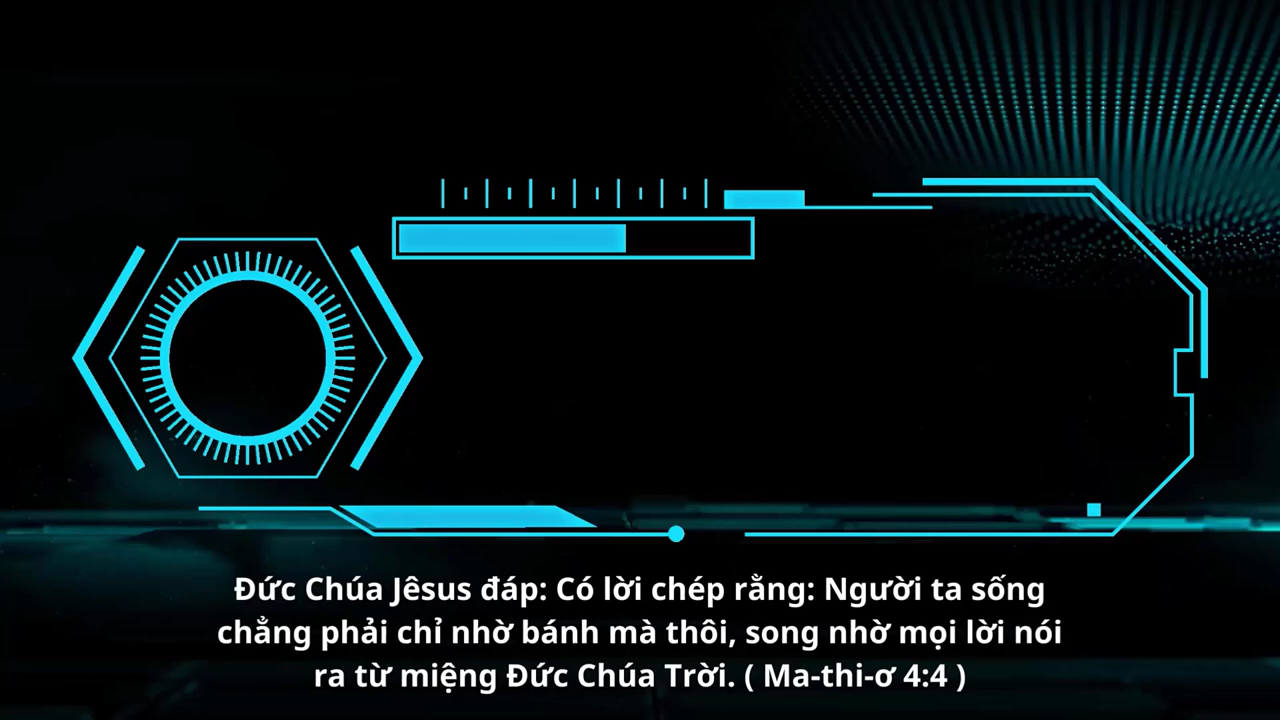 Đức Chúa Jêsus đáp: Có lời chép rằng: Người ta sống
chẳng phải chỉ nhờ bánh mà thôi, song nhờ mọi lời nói
ra từ miệng Đức Chúa Trời. ( Ma-thi-ơ 4:4 )